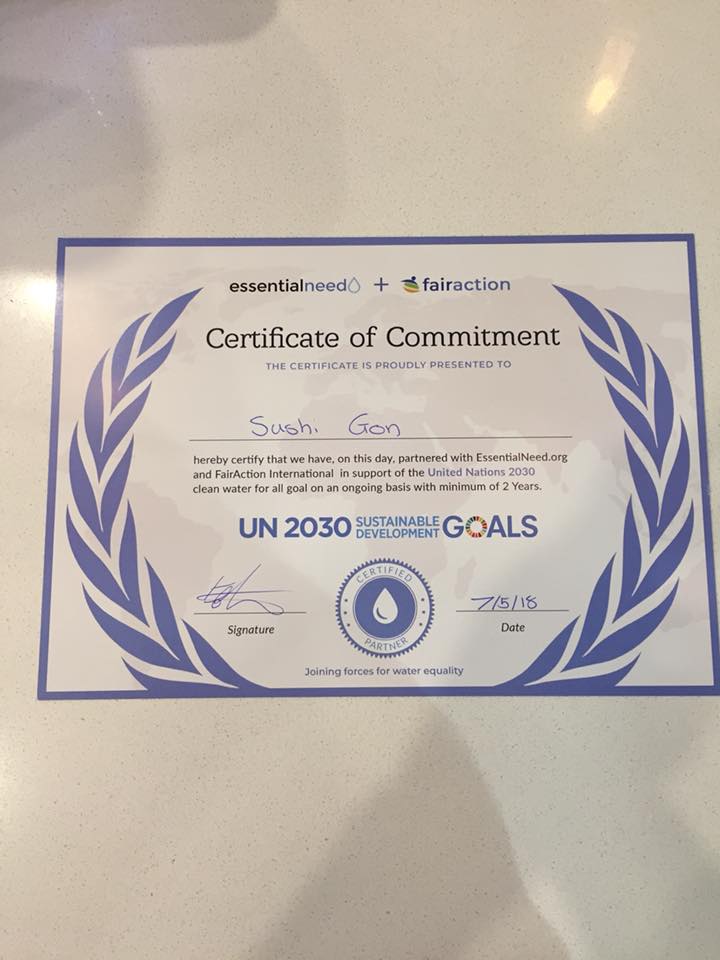 essentialneed + fairaction
Certificate of Commitment
THE CERTIFICATE IS PROUDLY PRESENTED TO
Sushi Gon
hereby certify that we have, on this day, partnered with EssentialNeed.org
and FairAction International in support of the United Nations 2030
clean water for all goal on an ongoing basis with minimum of 2 Years.
UN 2030 SUSTAINABLE DEVELOPMENT GOALS
CERTIFIED
PARTNER
7/5/18
Signature
Date
Joining forces for water equality